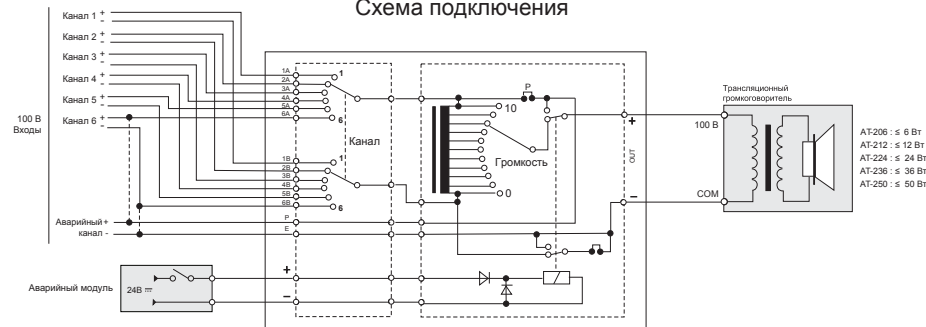 Схема подключения
Канал 1 + -
Канал 2 + -
Канал 3 + -
Канал 4 + -
Канал 5 + -
Канал 6 + -
100 В
Входы
1A
2A
3A
4A
5A
6A
1
6
Канал
1B
2B
3B
4B
5B
6B
1
6
P
E
Аварийный +
канал -
Аварийный модуль
24В
+
−
10
Громкость
0
P
+
OUT
−
Трансляционный
громкоговоритель
100 В
COM
AT-206 : ≤ 6 Вт
AT-212 : ≤ 12 Вт
AT-224 : ≤ 24 Вт
AT-236 : ≤ 36 Вт
AT-250 : ≤ 50 Вт